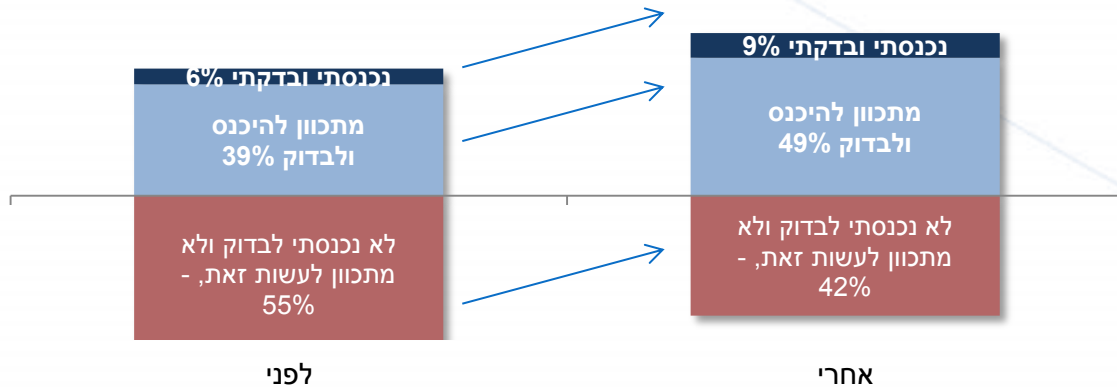 נכנסתי ובדקתי 6%
מתכוון להיכנס
ולבדוק 39%
לא נכנסתי לבדוק ולא
מתכוון לעשות זאת, -
55%
לפני
נכנסתי ובדקתי 9%
מתכוון להיכנס
ולבדוק 49%
לא נכנסתי לבדוק ולא
מתכוון לעשות זאת, -
42%
אחרי